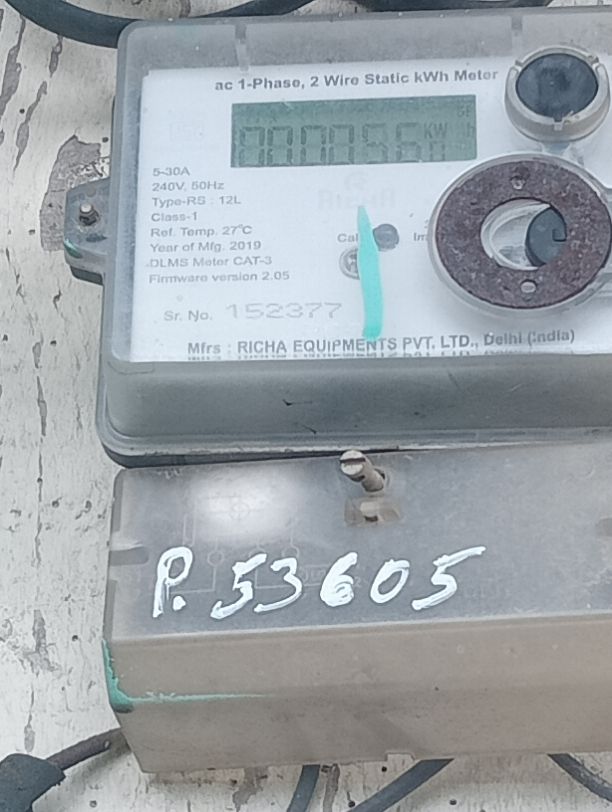 ac 1-Phase, 2 Wire Static kWh Meter
KW
5-30A
240V, 50Hz
Type-RS : 12L
Class-1
Ref. Temp. 27°C
Year of Mfg. 2019
DLMS Meter CAT-3
Firmware version 2.05
Cal
Sr. No. 152377
Mfrs : RICHA EQUIPMENTS PVT. LTD., Delhi (India)
P. 53605